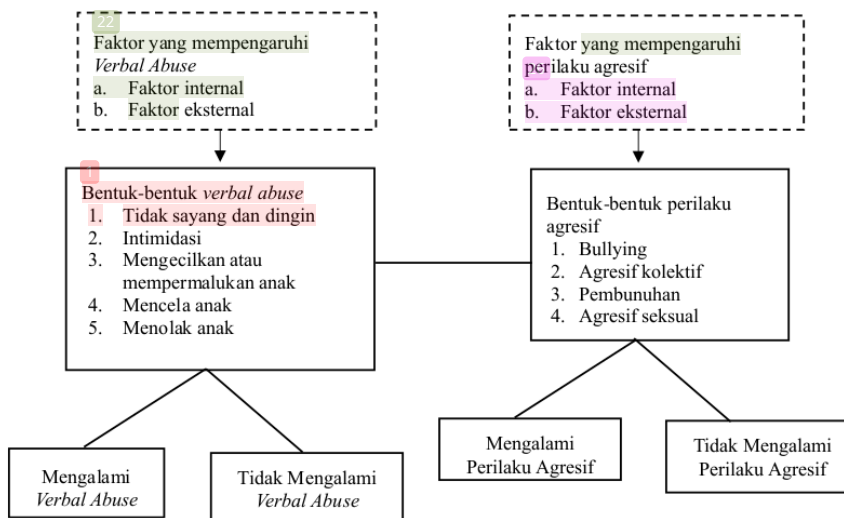 22
Faktor yang mempengaruhi
Verbal Abuse
a. Faktor internal
b. Faktor eksternal
Faktor yang mempengaruhi
perilaku agresif
a. Faktor internal
b. Faktor eksternal
1
Bentuk-bentuk verbal abuse
1. Tidak sayang dan dingin
2. Intimidasi
3. Mengecilkan atau
mempermalukan anak
4. Mencela anak
5. Menolak anak
Bentuk-bentuk perilaku
agresif
1. Bullying
2. Agresif kolektif
3. Pembunuhan
4. Agresif seksual
Mengalami
Verbal Abuse
Tidak Mengalami
Verbal Abuse
Mengalami
Perilaku Agresif
Tidak Mengalami
Perilaku Agresif